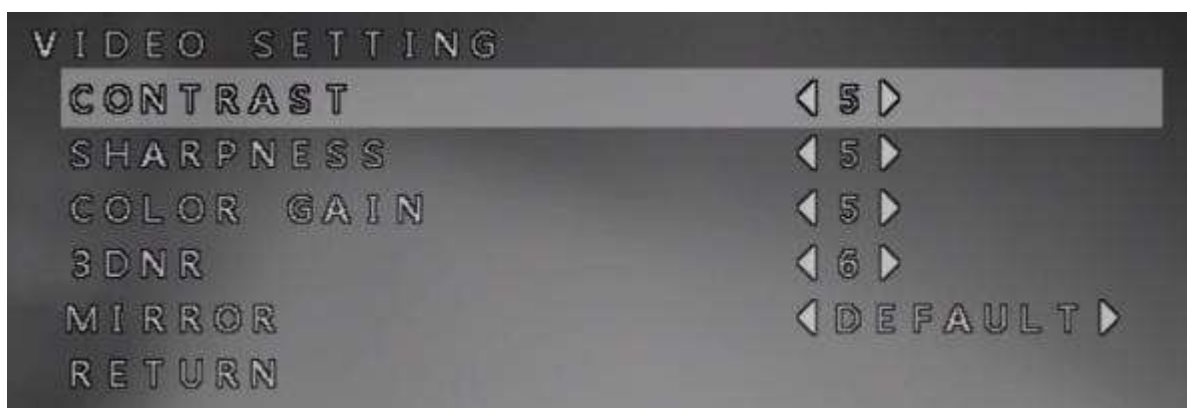 VIDEO SETTING
CONTRAST 5
SHARPNESS 5
COLOR GAIN 5
3DNR 6
MIRROR DEFAULT
RETURN